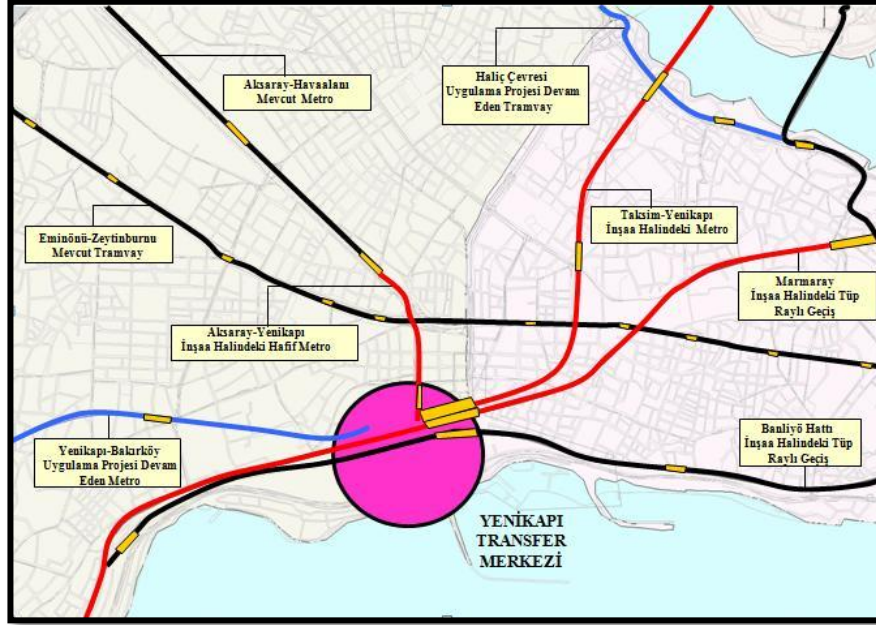 Aksaray-Havaalanı
Mevcut Metro
Haliç Çevresi
Uygulama Projesi Devam
Eden Tramvay
Eminönü-Zeytinburnu
Mevcut Tramvay
Taksim-Yenikapı
İnşaa Halindeki Metro
Marmaray
İnşaa Halindeki Tüp
Raylı Geçiş
Aksaray-Yenikapı
İnşaa Halindeki Hafif Metro
Yenikapı-Bakırköy
Uygulama Projesi Devam
Eden Metro
Banliyö Hattı
İnşaa Halindeki Tüp
Raylı Geçiş
YENİKAPI
TRANSFER
MERKEZİ